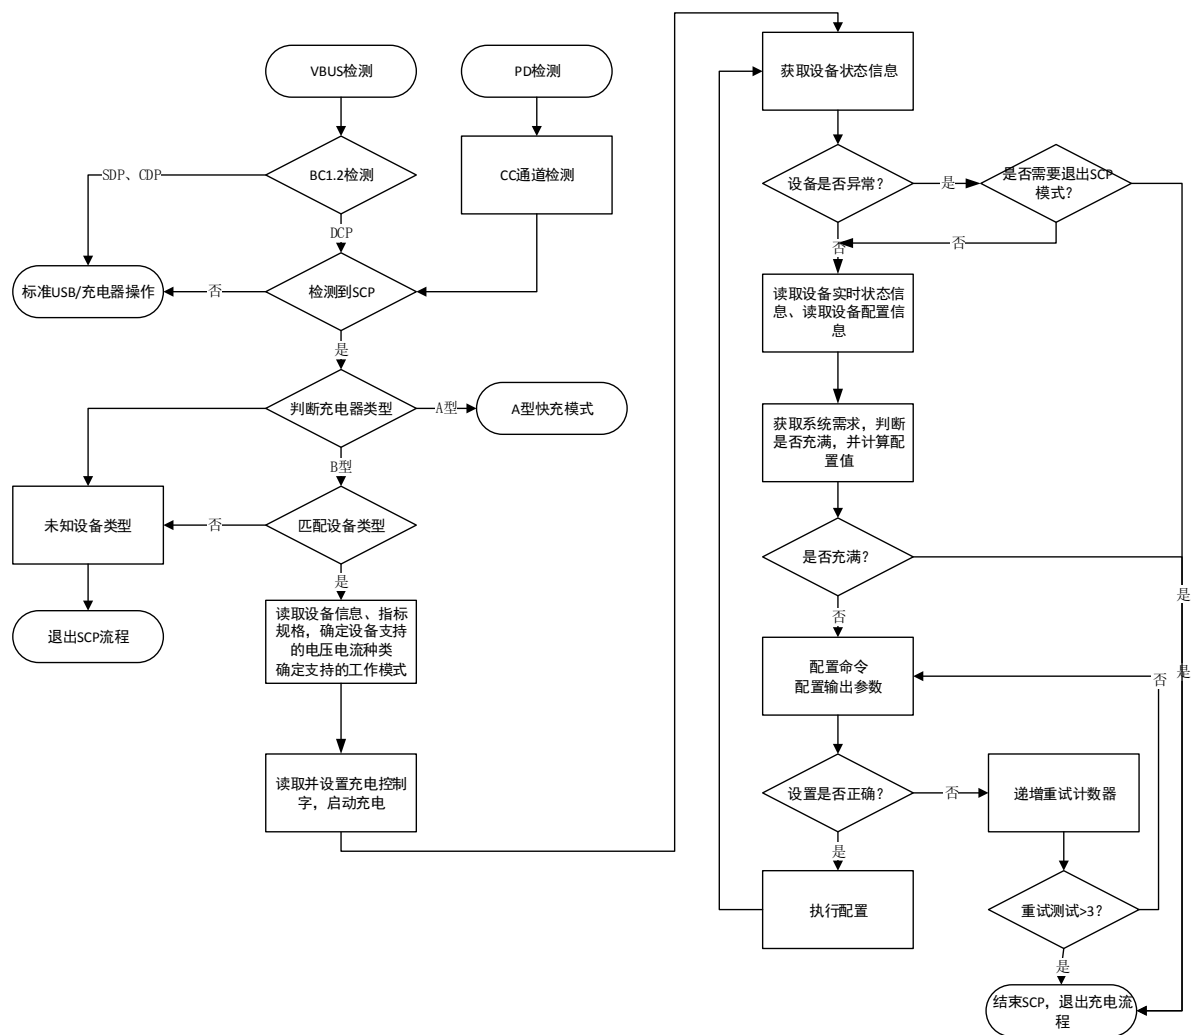 VBUS检测
PD检测
BC1.2检测
CC通道检测
SDP、CDP
DCP
标准USB/充电器操作
否
检测到SCP
是
判断充电器类型
A型
A型快充模式
B型
未知设备类型
否
匹配设备类型
是
退出SCP流程
读取设备信息、指标
规格，确定设备支持
的电压电流种类
确定支持的工作模式
读取并设置充电控制
字，启动充电
获取设备状态信息
设备是否异常？
是
是否需要退出SCP
模式？
否
否
读取设备实时状态信
息、读取设备配置信
息
获取系统需求，判断
是否充满，并计算配
置值
是否充满？
是
否
配置命令
配置输出参数
否
是
设置是否正确？
否
递增重试计数器
是
执行配置
重试测试>3？
是
结束SCP，退出充电流
程